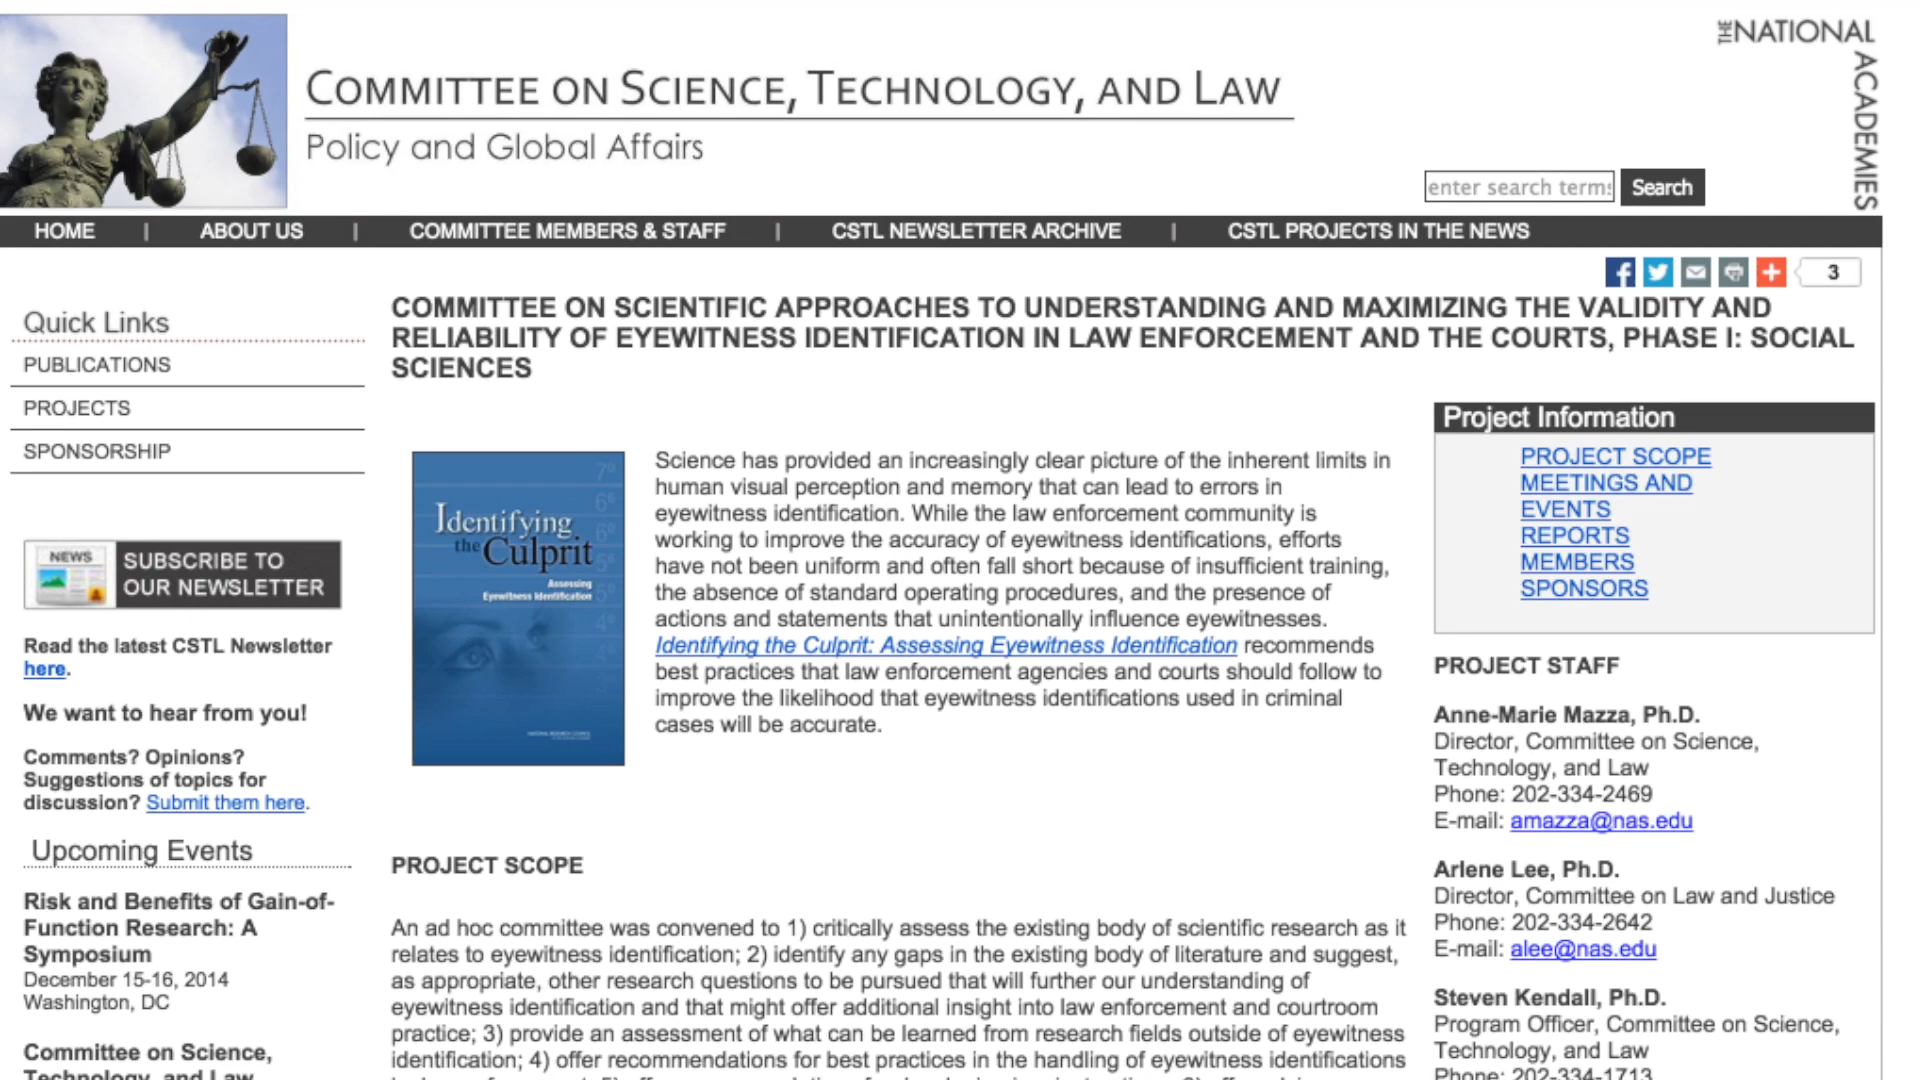 THE NATIONAL ACADEMIES
COMMITTEE ON SCIENCE, TECHNOLOGY, AND LAW
Policy and Global Affairs
enter search terms
Search
HOME | ABOUT US | COMMITTEE MEMBERS & STAFF | CSTL NEWSLETTER ARCHIVE | CSTL PROJECTS IN THE NEWS
3
Quick Links
PUBLICATIONS
PROJECTS
SPONSORSHIP
NEWS
SUBSCRIBE TO
OUR NEWSLETTER
Read the latest CSTL Newsletter
here.
We want to hear from you!
Comments? Opinions?
Suggestions of topics for
discussion? Submit them here.
Upcoming Events
Risk and Benefits of Gain-of-
Function Research: A
Symposium
December 15-16, 2014
Washington, DC
Committee on Science,
Technology, and Law
COMMITTEE ON SCIENTIFIC APPROACHES TO UNDERSTANDING AND MAXIMIZING THE VALIDITY AND
RELIABILITY OF EYEWITNESS IDENTIFICATION IN LAW ENFORCEMENT AND THE COURTS, PHASE I: SOCIAL
SCIENCES
Identifying
the Culprit
Assessing
Eyewitness Identification
Science has provided an increasingly clear picture of the inherent limits in
human visual perception and memory that can lead to errors in
eyewitness identification. While the law enforcement community is
working to improve the accuracy of eyewitness identifications, efforts
have not been uniform and often fall short because of insufficient training,
the absence of standard operating procedures, and the presence of
actions and statements that unintentionally influence eyewitnesses.
Identifying the Culprit: Assessing Eyewitness Identification recommends
best practices that law enforcement agencies and courts should follow to
improve the likelihood that eyewitness identifications used in criminal
cases will be accurate.
PROJECT SCOPE
An ad hoc committee was convened to 1) critically assess the existing body of scientific research as it
relates to eyewitness identification; 2) identify any gaps in the existing body of literature and suggest,
as appropriate, other research questions to be pursued that will further our understanding of
eyewitness identification and that might offer additional insight into law enforcement and courtroom
practice; 3) provide an assessment of what can be learned from research fields outside of eyewitness
identification; 4) offer recommendations for best practices in the handling of eyewitness identifications
Project Information
PROJECT SCOPE
MEETINGS AND
EVENTS
REPORTS
MEMBERS
SPONSORS
PROJECT STAFF
Anne-Marie Mazza, Ph.D.
Director, Committee on Science,
Technology, and Law
Phone: 202-334-2469
E-mail: amazza@nas.edu
Arlene Lee, Ph.D.
Director, Committee on Law and Justice
Phone: 202-334-2642
E-mail: alee@nas.edu
Steven Kendall, Ph.D.
Program Officer, Committee on Science,
Technology, and Law
Phone: 202-334-1713